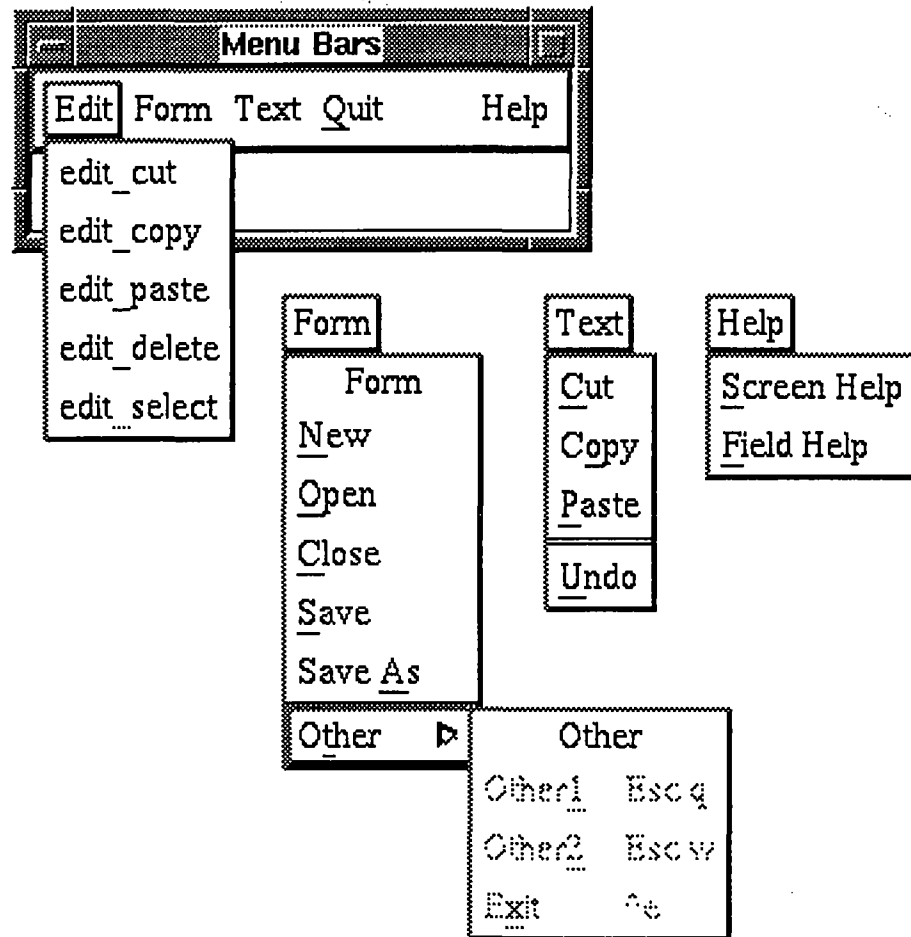 Menu Bars
Edit Form Text Quit Help
edit_cut
edit_copy
edit_paste
edit_delete
edit_select
Form
Form
New
Open
Close
Save
Save As
Other
Text
Cut
Copy
Paste
Undo
Help
Screen Help
Field Help
Other
Other1 Esc q
Other2 Esc w
Exit ^e